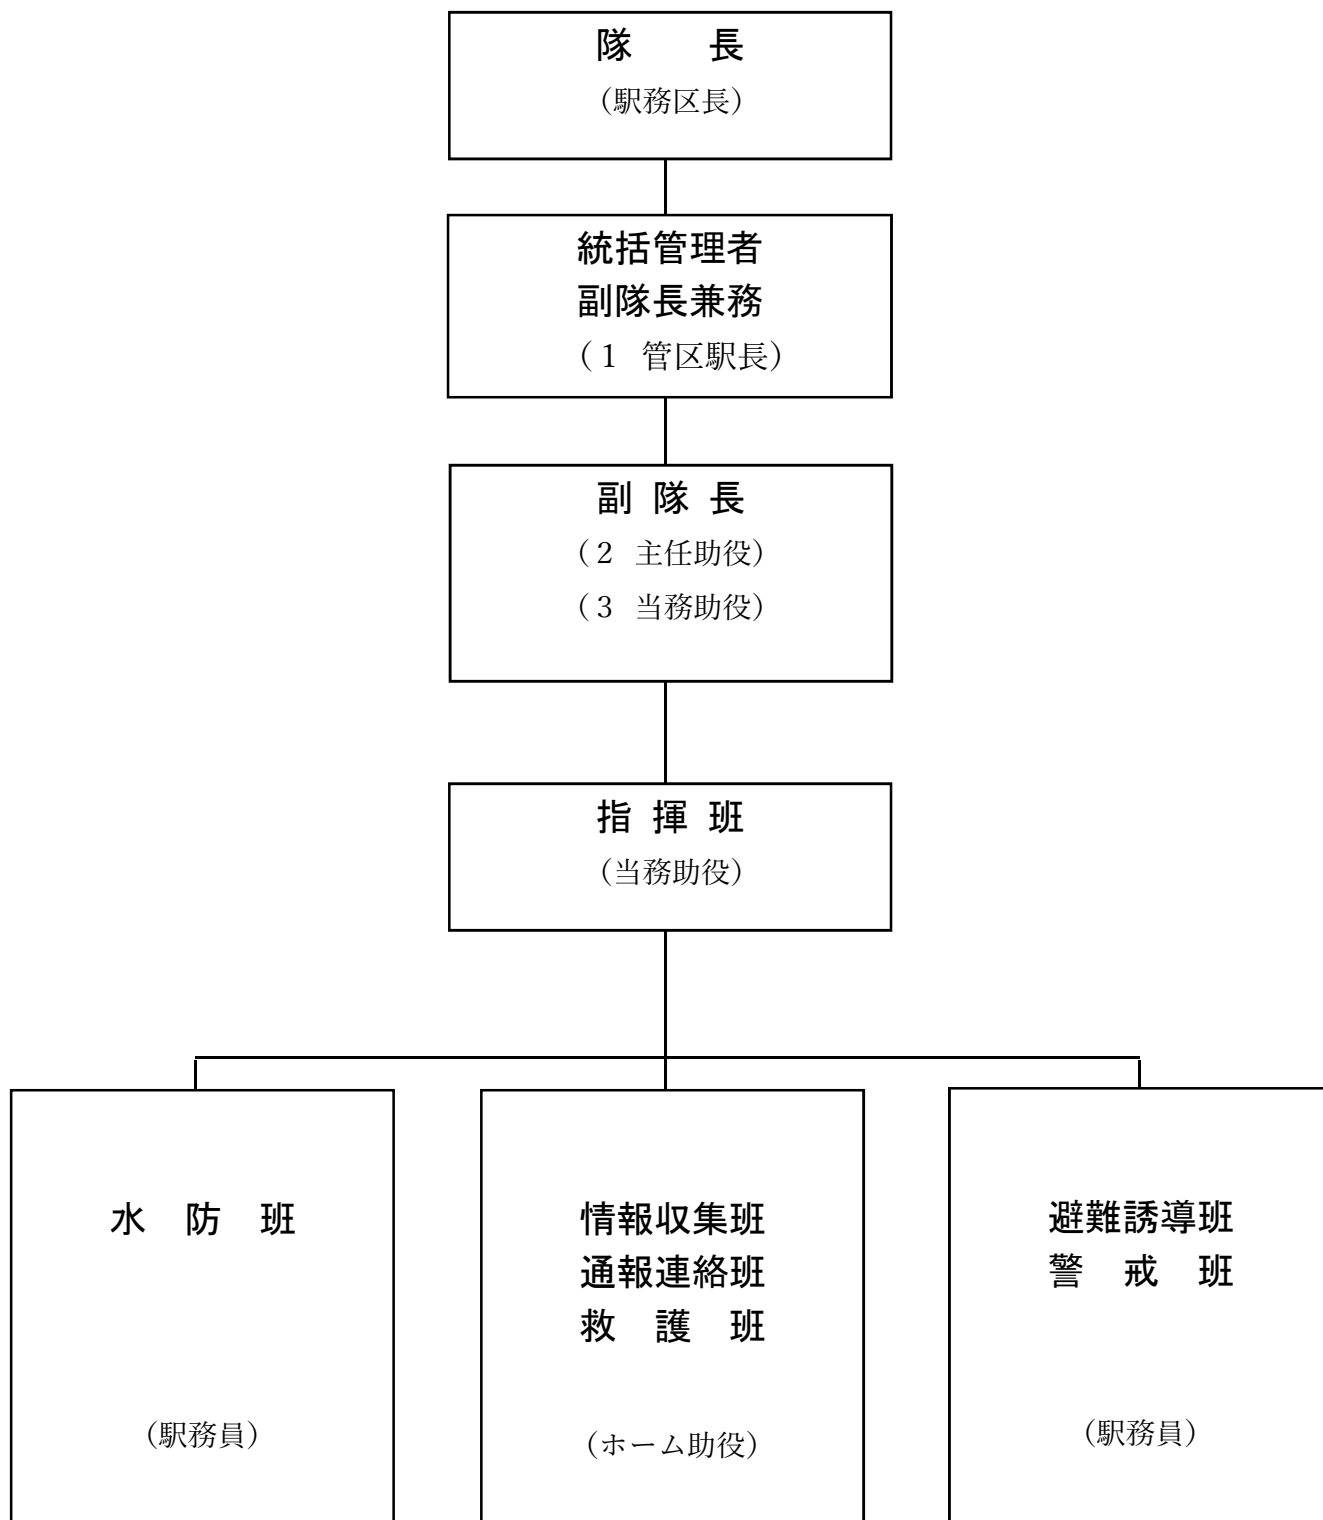 隊　　長
（駅務区長）
統括管理者
副隊長兼務
（１　管区駅長）
副 隊 長
（２　主任助役）
（３　当務助役）
指 揮 班
（当務助役）
水　防　班
（駅務員）
情報収集班
通報連絡班
救　護　班
（ホーム助役）
避難誘導班
警　戒　班
（駅務員）